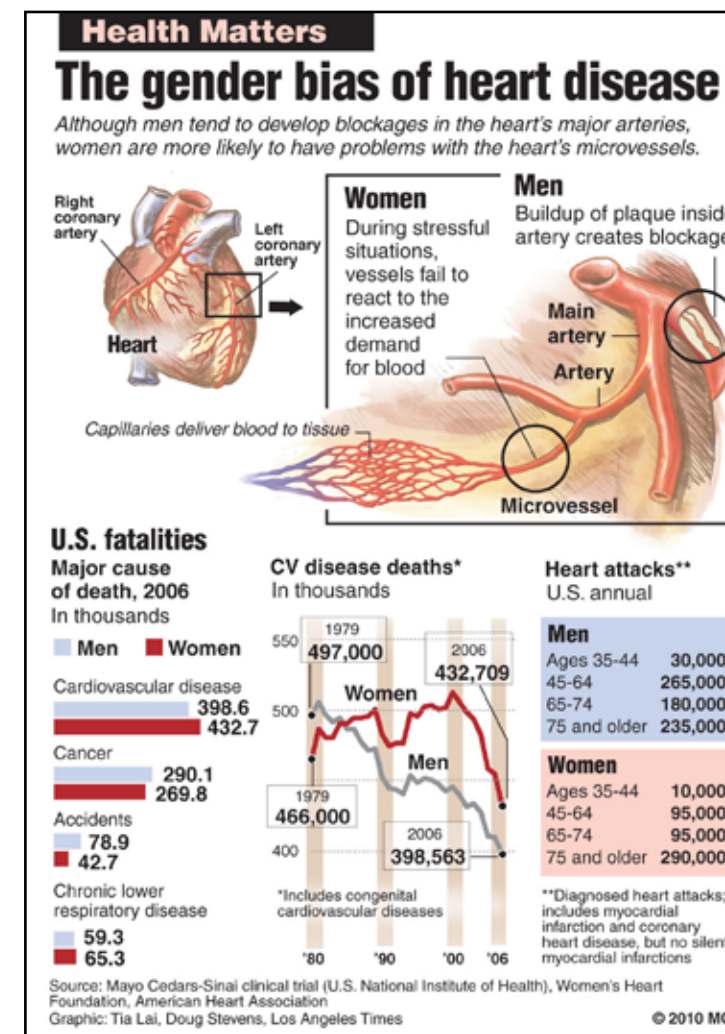 Health Matters
The gender bias of heart disease
Although men tend to develop blockages in the heart's major arteries,
women are more likely to have problems with the heart's microvessels.
Right
coronary
artery
Left
coronary
artery
Heart
Women
During stressful
situations,
vessels fail to
react to the
increased
demand
for blood
Men
Buildup of plaque
artery creates
Main
artery
Artery
Capillaries deliver blood to tissue
Microvessel
U.S. fatalities
Major cause
of death, 2006
In thousands
Men Women
Cardiovascular disease
398.6
432.7
Cancer
290.1
269.8
Accidents
78.9
42.7
Chronic lower
respiratory disease
59.3
65.3
CV disease deaths*
In thousands
550
500
400
1979
497,000
2006
432,709
Women
Men
1979
466,000
2006
398,563
*Includes congenital
cardiovascular diseases
'80 '90 '00 '06
Heart attacks**
U.S. annual
Men
Ages 35-44 30,000
45-64 265,000
65-74 180,000
75 and older 235,000
Women
Ages 35-44 10,000
45-64 95,000
65-74 95,000
75 and older 290,000
**Diagnosed heart attacks;
includes myocardial
infarction and coronary
heart disease, but no silent
myocardial infarctions
Source: Mayo Cedars-Sinai clinical trial (U.S. National Institute of Health), Women's Heart
Foundation, American Heart Association
Graphic: Tia Lai, Doug Stevens, Los Angeles Times
© 2010